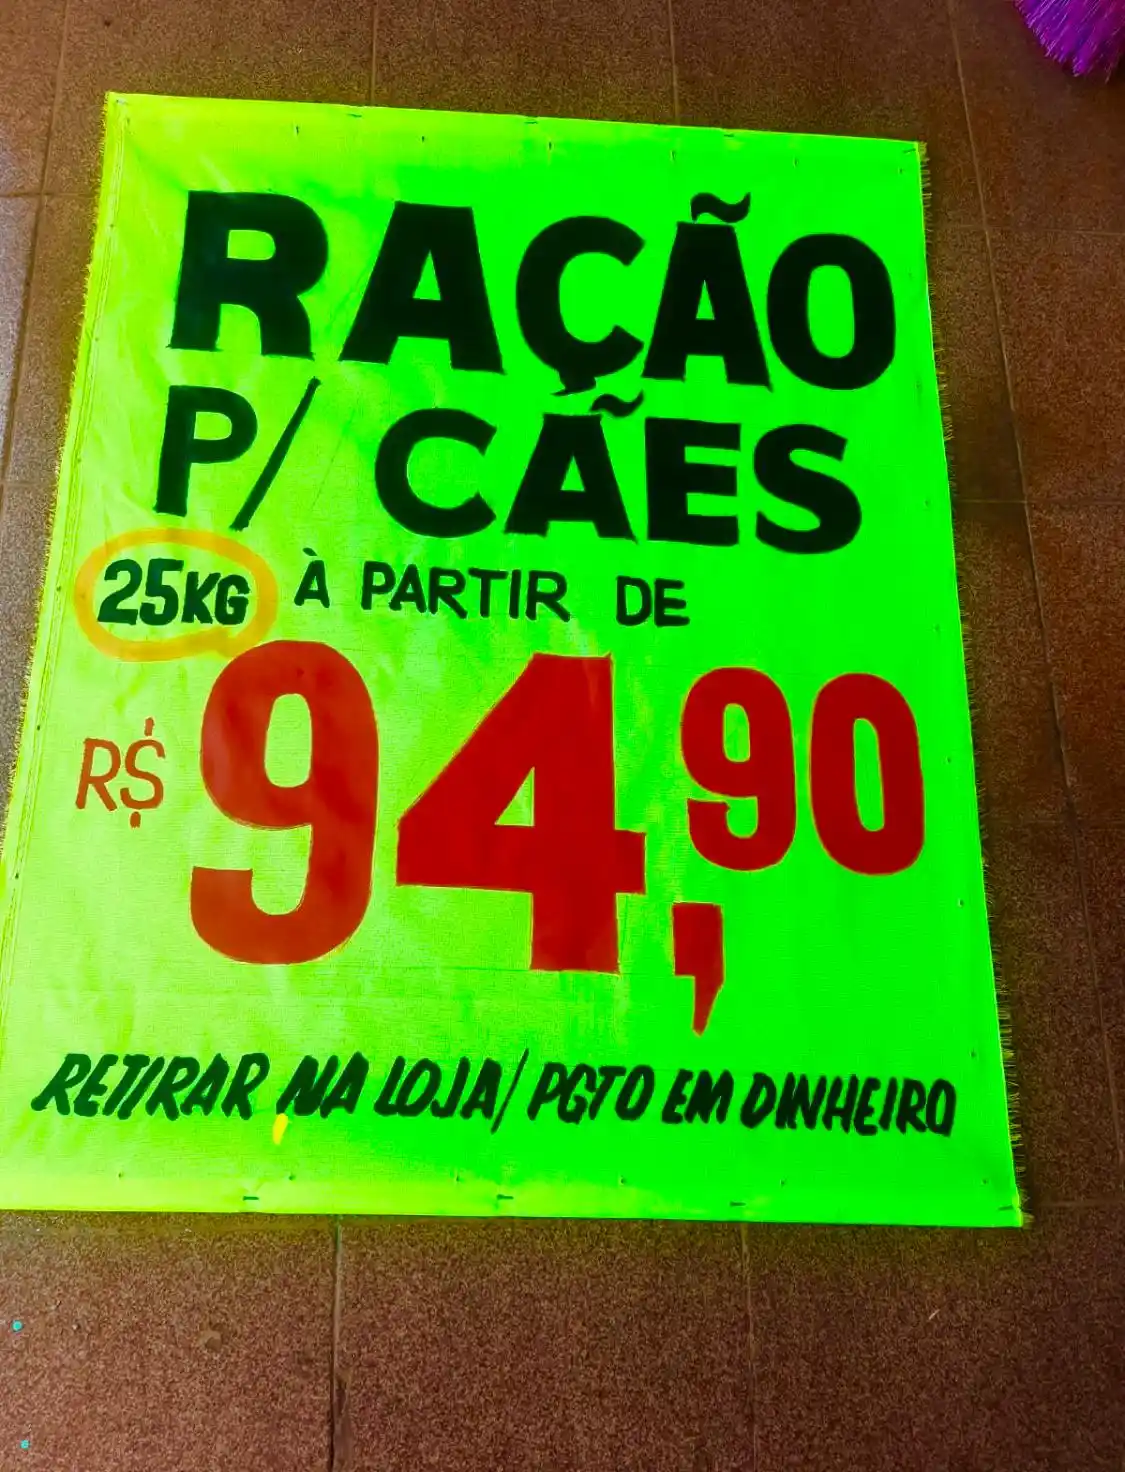 RAÇÃO
P/ CÃES
25KG À PARTIR DE
R$ 94,90
RETIRAR NA LOJA/ PGTO EM DINHEIRO